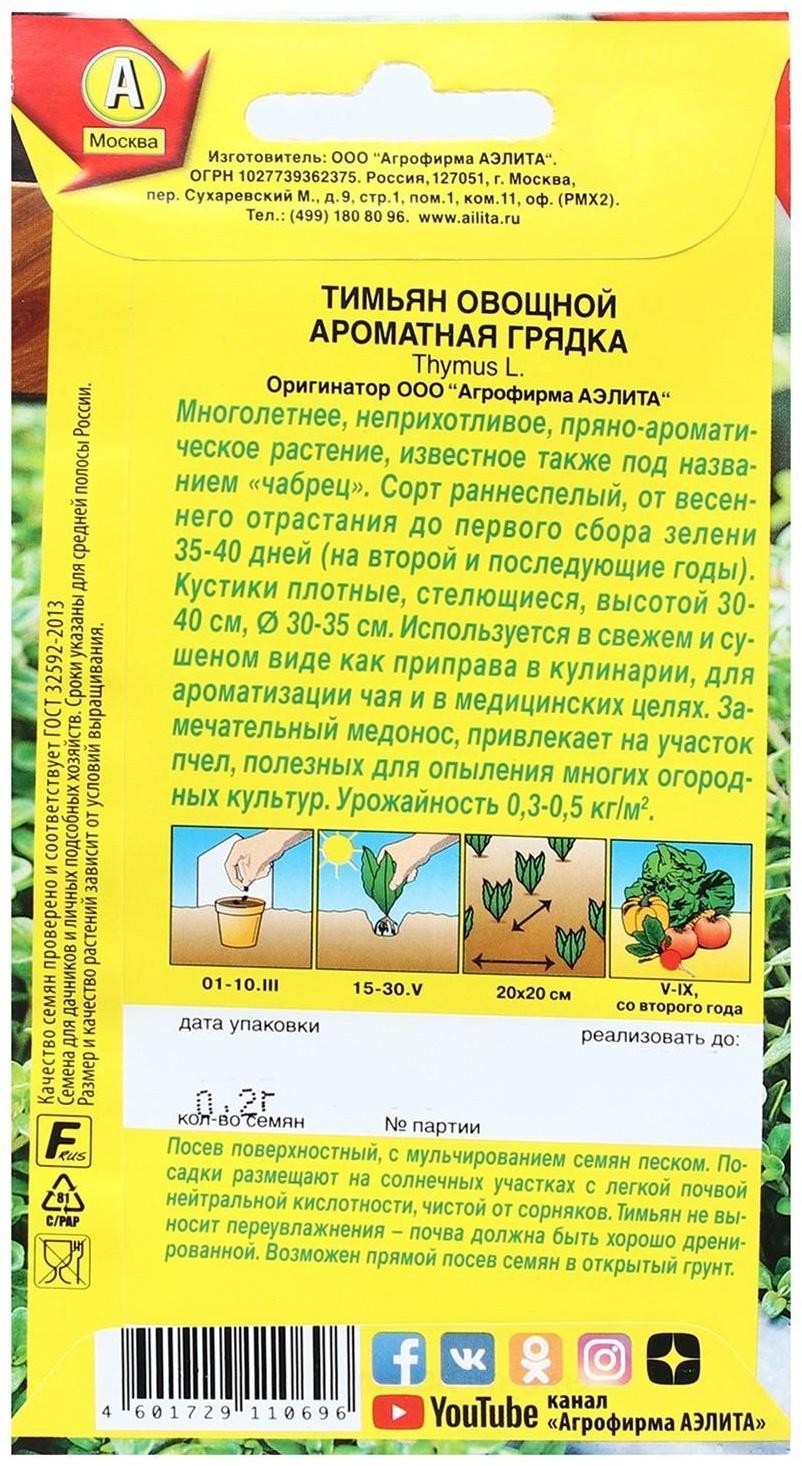 А
Москва
Изготовитель: ООО "Агрофирма АЭЛИТА".
ОГРН 1027739362375. Россия, 127051, г. Москва,
пер. Сухаревский М., д.9, стр.1, пом.1, ком.11, оф. (РМХ2).
Тел.: (499) 180 80 96. www.ailita.ru
ТИМЬЯН ОВОЩНОЙ
АРОМАТНАЯ ГРЯДКА
Thymus L.
Оригинатор ООО "Агрофирма АЭЛИТА"
Многолетнее, неприхотливое, пряно-аромати-
ческое растение, известное также под назва-
нием «чабрец». Сорт раннеспелый, от весен-
него отрастания до первого сбора зелени
35-40 дней (на второй и последующие годы).
Кустики плотные, стелющиеся, высотой 30-
40 см, Ø 30-35 см. Используется в свежем и су-
шеном виде как приправа в кулинарии, для
ароматизации чая и в медицинских целях. За-
мечательный медонос, привлекает на участок
пчел, полезных для опыления многих огород-
ных культур. Урожайность 0,3-0,5 кг/м².
01-10.III
15-30.V
20x20 см
V-IX,
со второго года
дата упаковки
реализовать до:
0.2г
кол-во семян
№ партии
Посев поверхностный, с мульчированием семян песком. По-
садки размещают на солнечных участках с легкой почвой
нейтральной кислотности, чистой от сорняков. Тимьян не вы-
носит переувлажнения – почва должна быть хорошо дрени-
рованной. Возможен прямой посев семян в открытый грунт.
Качество семян проверено и соответствует ГОСТ 32592-2013
Семена для дачников и личных подсобных хозяйств. Сроки указаны для средней полосы России.
Размер и качество растений зависит от условий выращивания.
F RUS
81
C/PAP
4 601729 110696
YouTube
канал
«Агрофирма АЭЛИТА»